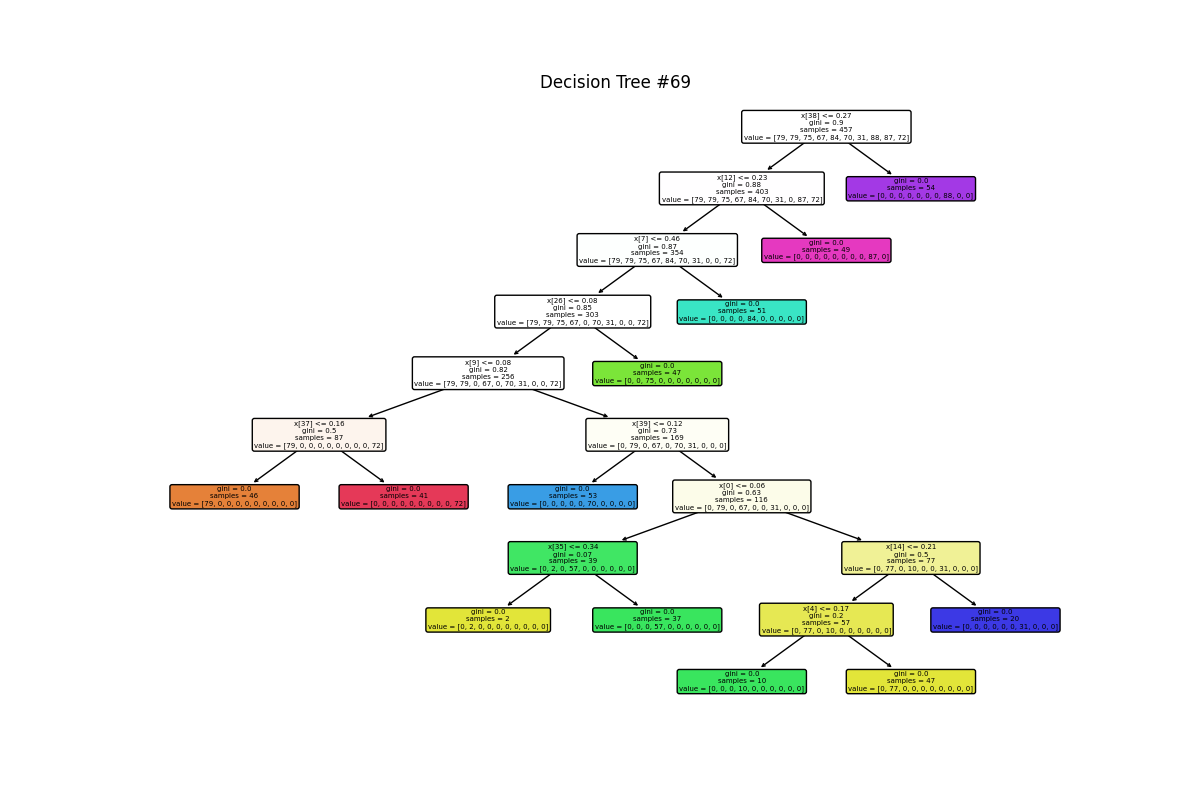 Decision Tree #69
x[38] <= 0.27
gini = 0.9
samples = 457
value = [79, 79, 75, 67, 84, 70, 31, 88, 87, 72]
x[12] <= 0.23
gini = 0.88
samples = 403
value = [79, 79, 75, 67, 84, 70, 31, 0, 87, 72]
gini = 0.0
samples = 54
value = [0, 0, 0, 0, 0, 0, 0, 88, 0, 0]
x[7] <= 0.46
gini = 0.87
samples = 354
value = [79, 79, 75, 67, 84, 70, 31, 0, 0, 72]
gini = 0.0
samples = 49
value = [0, 0, 0, 0, 0, 0, 0, 0, 87, 0]
x[26] <= 0.08
gini = 0.85
samples = 303
value = [79, 79, 75, 67, 0, 70, 31, 0, 0, 72]
gini = 0.0
samples = 51
value = [0, 0, 0, 0, 84, 0, 0, 0, 0, 0]
x[9] <= 0.08
gini = 0.82
samples = 256
value = [79, 79, 0, 67, 0, 70, 31, 0, 0, 72]
gini = 0.0
samples = 47
value = [0, 0, 75, 0, 0, 0, 0, 0, 0, 0]
x[37] <= 0.16
gini = 0.5
samples = 87
value = [79, 0, 0, 0, 0, 0, 0, 0, 0, 72]
x[39] <= 0.12
gini = 0.73
samples = 169
value = [0, 79, 0, 67, 0, 70, 31, 0, 0, 0]
gini = 0.0
samples = 46
value = [79, 0, 0, 0, 0, 0, 0, 0, 0, 0]
gini = 0.0
samples = 41
value = [0, 0, 0, 0, 0, 0, 0, 0, 0, 72]
gini = 0.0
samples = 53
value = [0, 0, 0, 0, 0, 70, 0, 0, 0, 0]
x[0] <= 0.06
gini = 0.63
samples = 116
value = [0, 79, 0, 67, 0, 0, 31, 0, 0, 0]
x[35] <= 0.34
gini = 0.07
samples = 39
value = [0, 2, 0, 57, 0, 0, 0, 0, 0, 0]
x[14] <= 0.21
gini = 0.5
samples = 77
value = [0, 77, 0, 10, 0, 0, 31, 0, 0, 0]
gini = 0.0
samples = 2
value = [0, 2, 0, 0, 0, 0, 0, 0, 0, 0]
gini = 0.0
samples = 37
value = [0, 0, 0, 57, 0, 0, 0, 0, 0, 0]
x[4] <= 0.17
gini = 0.2
samples = 57
value = [0, 77, 0, 10, 0, 0, 0, 0, 0, 0]
gini = 0.0
samples = 20
value = [0, 0, 0, 0, 0, 0, 31, 0, 0, 0]
gini = 0.0
samples = 10
value = [0, 0, 0, 10, 0, 0, 0, 0, 0, 0]
gini = 0.0
samples = 47
value = [0, 77, 0, 0, 0, 0, 0, 0, 0, 0]